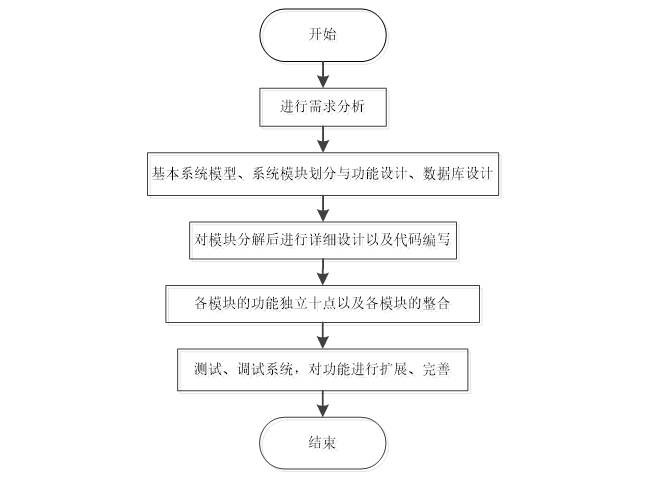 开始
进行需求分析
基本系统模型、系统模块划分与功能设计、数据库设计
对模块分解后进行详细设计以及代码编写
各模块的功能独立十点以及各模块的整合
测试、调试系统，对功能进行扩展、完善
结束